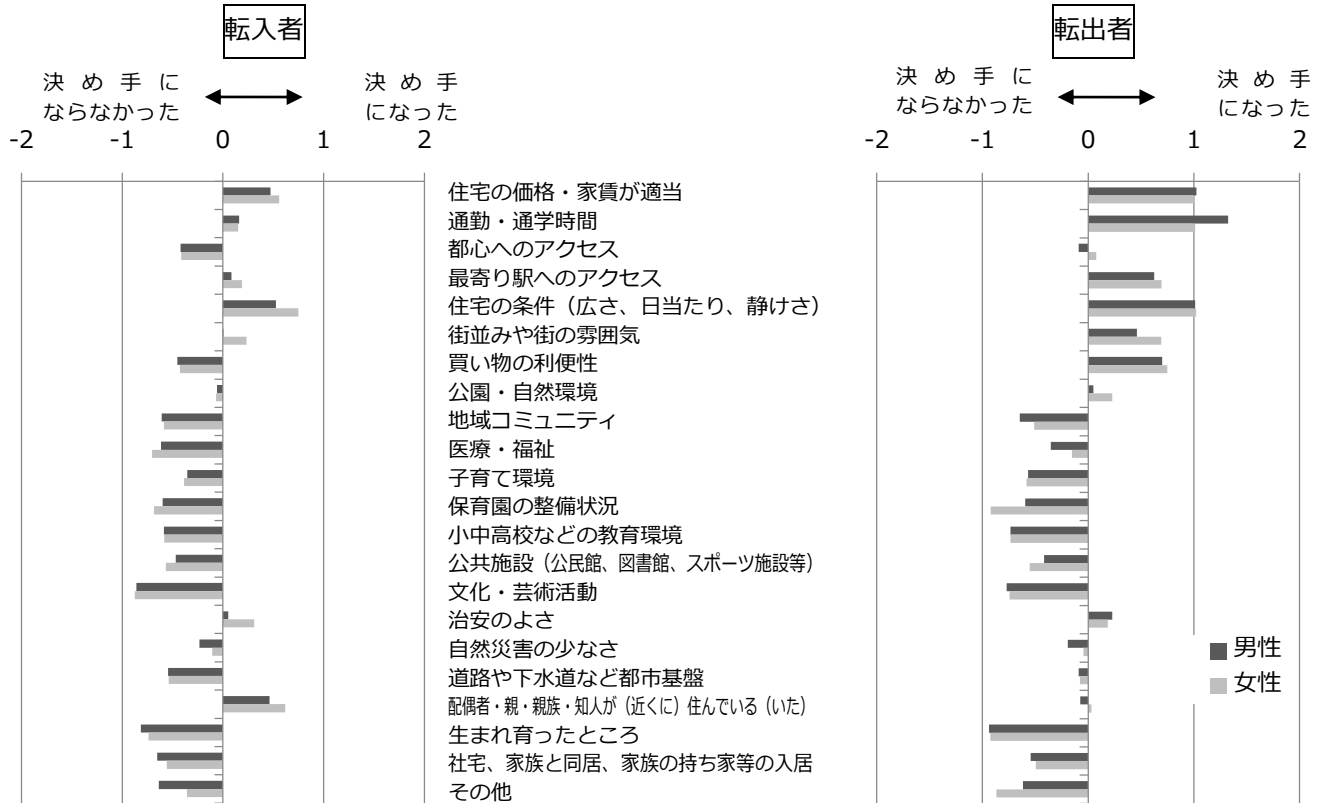 転入者
決め手に
ならなかった
決め手
になった
-2 -1 0 1 2
転出者
決め手に
ならなかった
決め手
になった
-2 -1 0 1 2
住宅の価格・家賃が適当
通勤・通学時間
都心へのアクセス
最寄り駅へのアクセス
住宅の条件（広さ、日当たり、静けさ）
街並みや街の雰囲気
買い物の利便性
公園・自然環境
地域コミュニティ
医療・福祉
子育て環境
保育園の整備状況
小中高校などの教育環境
公共施設（公民館、図書館、スポーツ施設等）
文化・芸術活動
治安のよさ
自然災害の少なさ
道路や下水道など都市基盤
配偶者・親・親族・知人が（近くに）住んでいる（いた）
生まれ育ったところ
社宅、家族と同居、家族の持ち家等の入居
その他
男性
女性